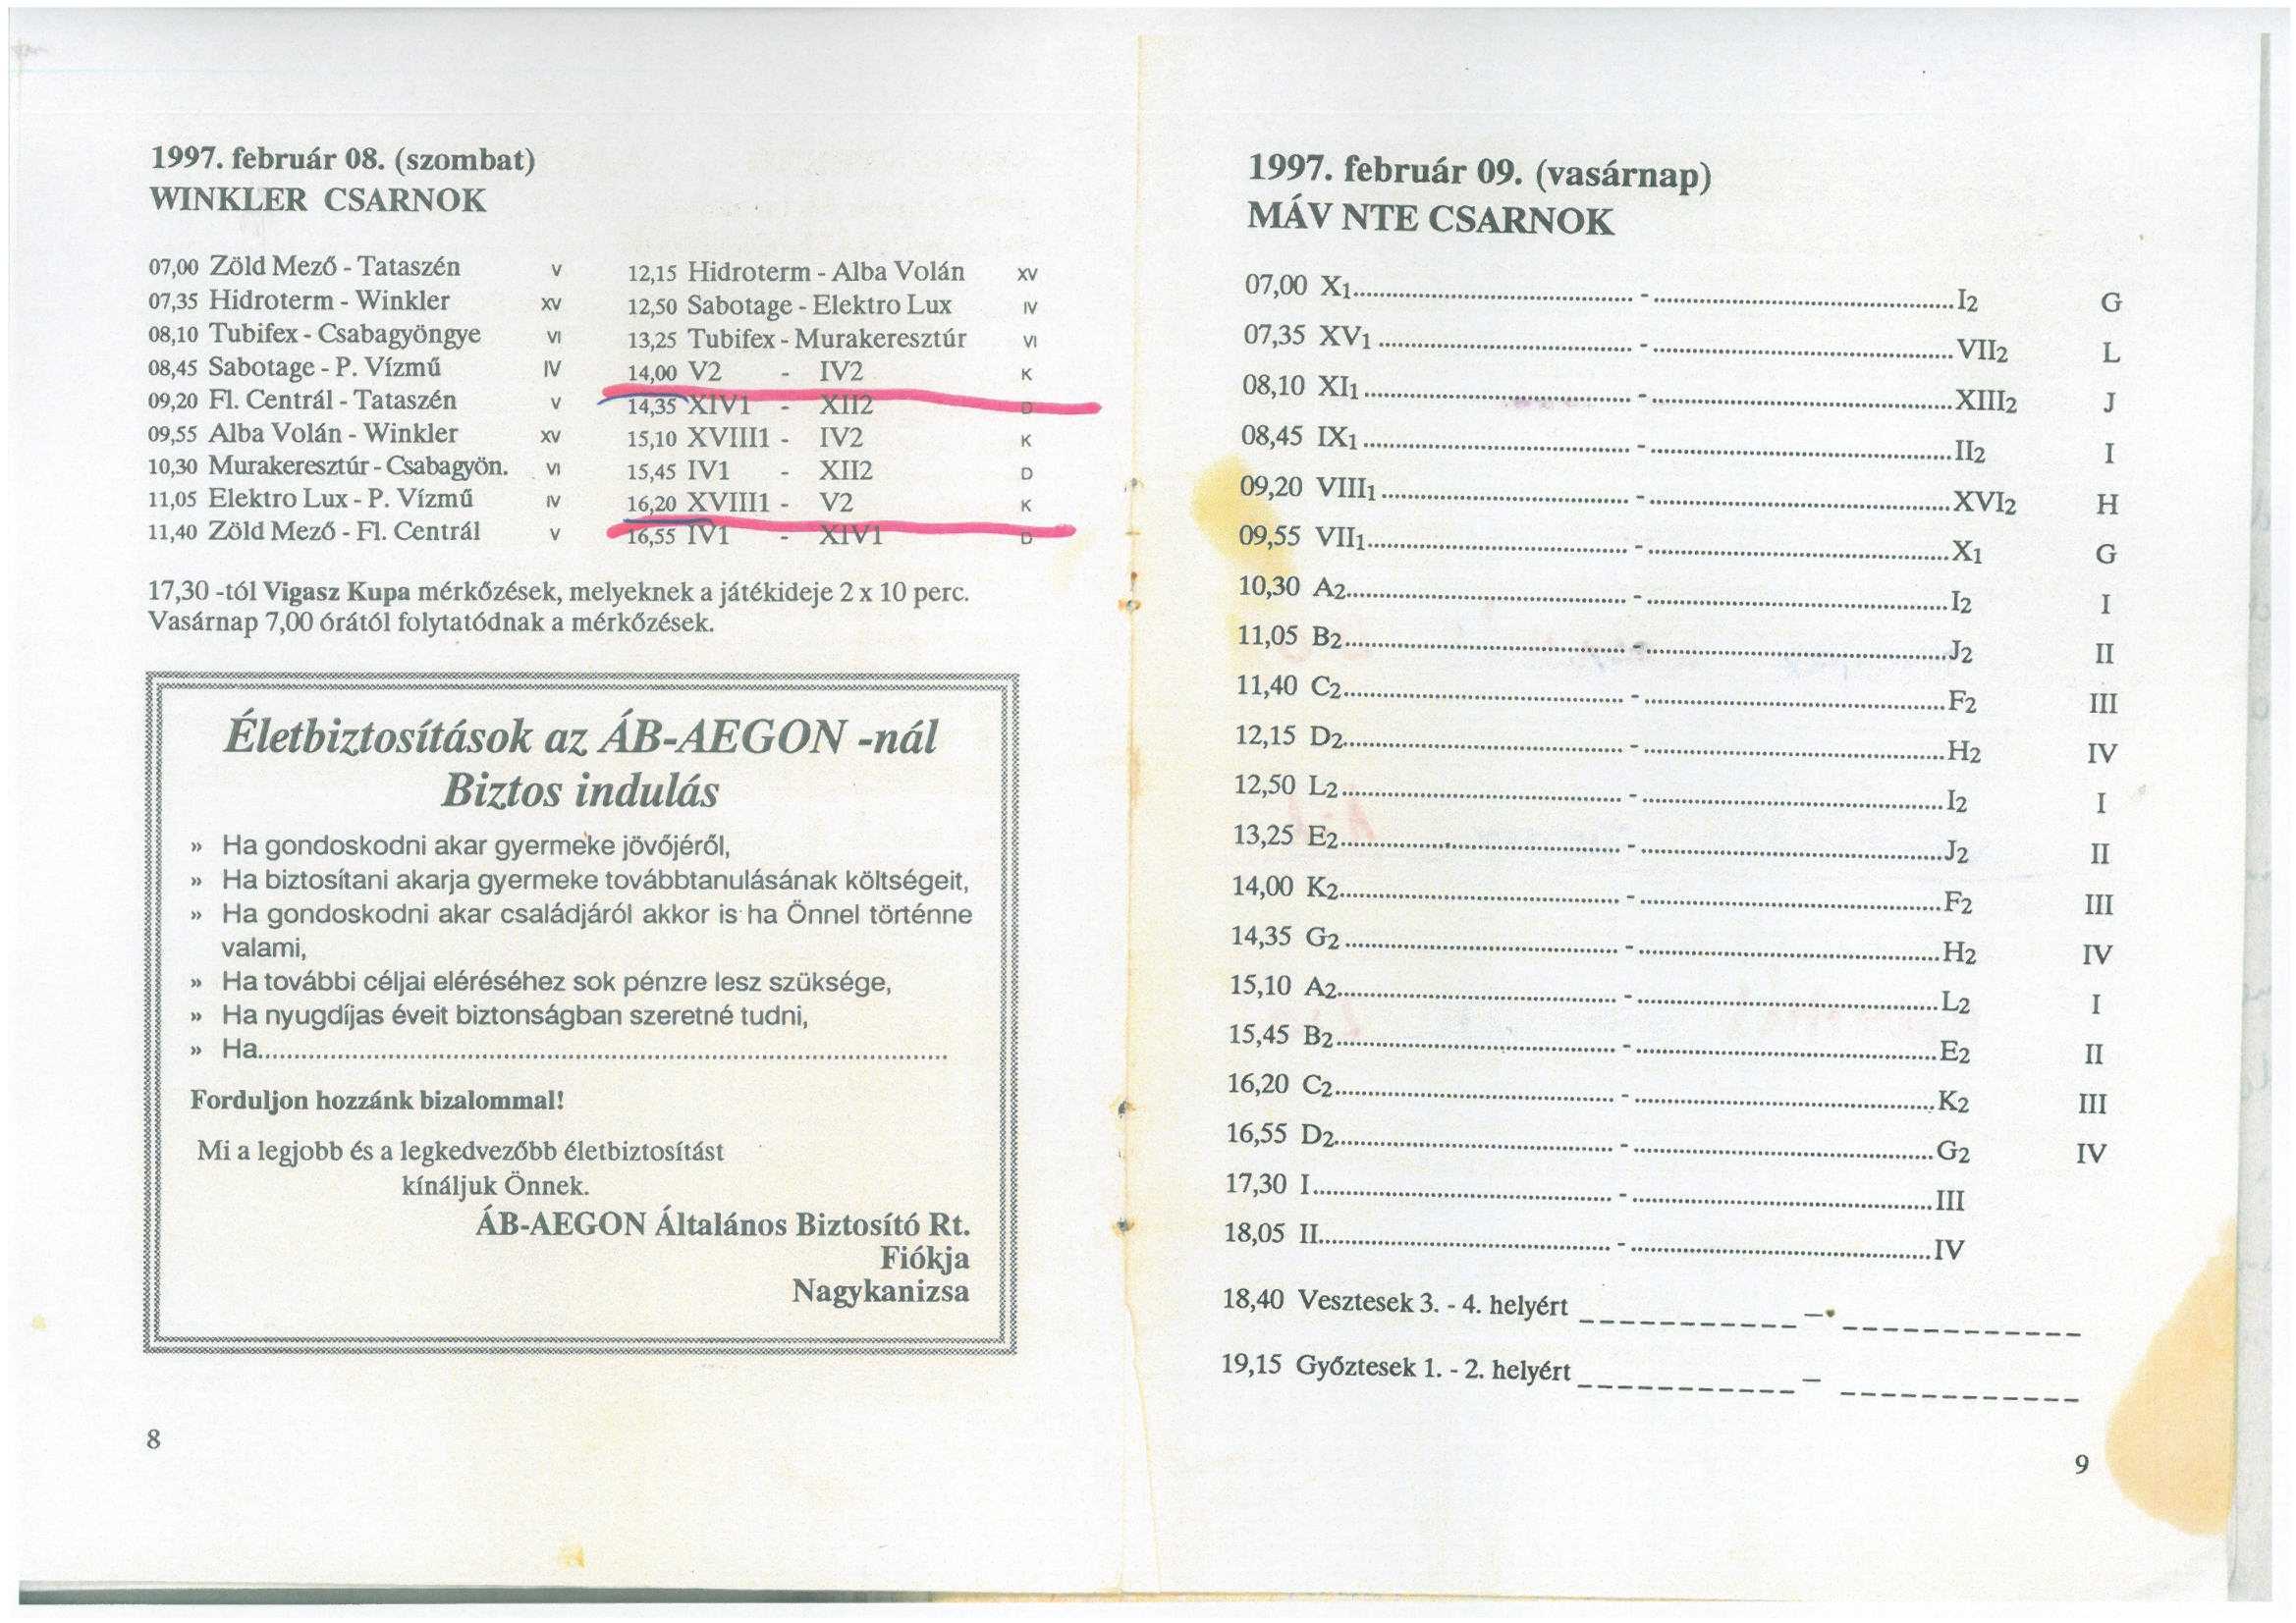 1997. február 08. (szombat)
WINKLER CSARNOK
07,00 Zöld Mező - Tataszén V
07,35 Hidroterm - Winkler XV
08,10 Tubifex - Csabagyöngye VI
08,45 Sabotage - P. Vízmű IV
09,20 Fl. Centrál - Tataszén V
09,55 Alba Volán - Winkler XV
10,30 Murakeresztúr - Csabagyön. VI
11,05 Elektro Lux - P. Vízmű IV
11,40 Zöld Mező - Fl. Centrál V
12,15 Hidroterm - Alba Volán XV
12,50 Sabotage - Elektro Lux IV
13,25 Tubifex - Murakeresztúr VI
14,00 V2 - IV2 K
14,35 XIV1 - XII2 D
15,10 XVIII1 - IV2 K
15,45 IV1 - XII2 D
16,20 XVIII1 - V2 K
16,55 IV1 - XIV1 D
17,30 -tól Vigasz Kupa mérkőzések, melyeknek a játékideje 2 x 10 perc.
Vasárnap 7,00 órától folytatódnak a mérkőzések.
Életbiztosítások az ÁB-AEGON -nál
Biztos indulás
» Ha gondoskodni akar gyermeke jövőjéről,
» Ha biztosítani akarja gyermeke továbbtanulásának költségeit,
» Ha gondoskodni akar családjáról akkor is ha Önnel történne
valami,
» Ha további céljai eléréséhez sok pénzre lesz szüksége,
» Ha nyugdíjas éveit biztonságban szeretné tudni,
» Ha..........
Forduljon hozzánk bizalommal!
Mi a legjobb és a legkedvezőbb életbiztosítást
kínáljuk Önnek.
ÁB-AEGON Általános Biztosító Rt.
Fiókja
Nagykanizsa
8
1997. február 09. (vasárnap)
MÁV NTE CSARNOK
07,00 X1..........-..........I2 G
07,35 XV1..........-..........VII2 L
08,10 XI1..........-..........XIII2 J
08,45 IX1..........-..........II2 I
09,20 VIII1..........-..........XVI2 H
09,55 VII1..........-..........X1 G
10,30 A2..........-..........I2 I
11,05 B2..........-..........J2 II
11,40 C2..........-..........F2 III
12,15 D2..........-..........H2 IV
12,50 L2..........-..........I2 I
13,25 E2..........-..........J2 II
14,00 K2..........-..........F2 III
14,35 G2..........-..........H2 IV
15,10 A2..........-..........L2 I
15,45 B2..........-..........E2 II
16,20 C2..........-..........K2 III
16,55 D2..........-..........G2 IV
17,30 I..........-..........III
18,05 II..........-..........IV
18,40 Vesztesek 3. - 4. helyért __________ - __________
19,15 Győztesek 1. - 2. helyért __________ - __________
9